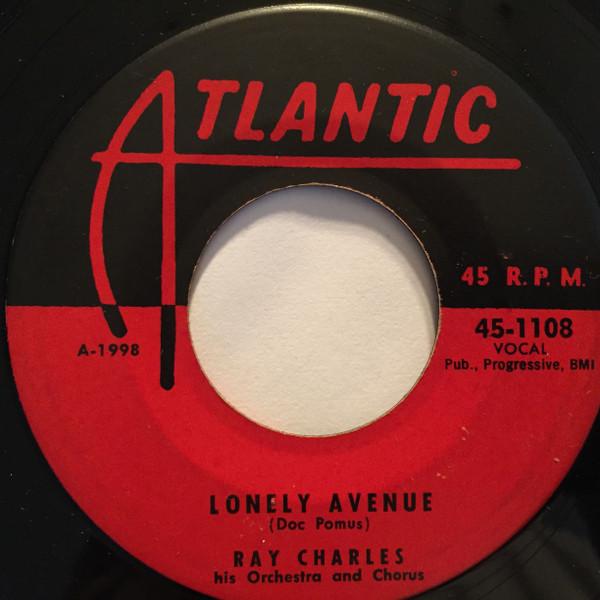 ATLANTIC
45 R.P.M.
45-1108
A-1998
VOCAL
Pub., Progressive, BMI
LONELY AVENUE
(Doc Pomus)
RAY CHARLES
his Orchestra and Chorus